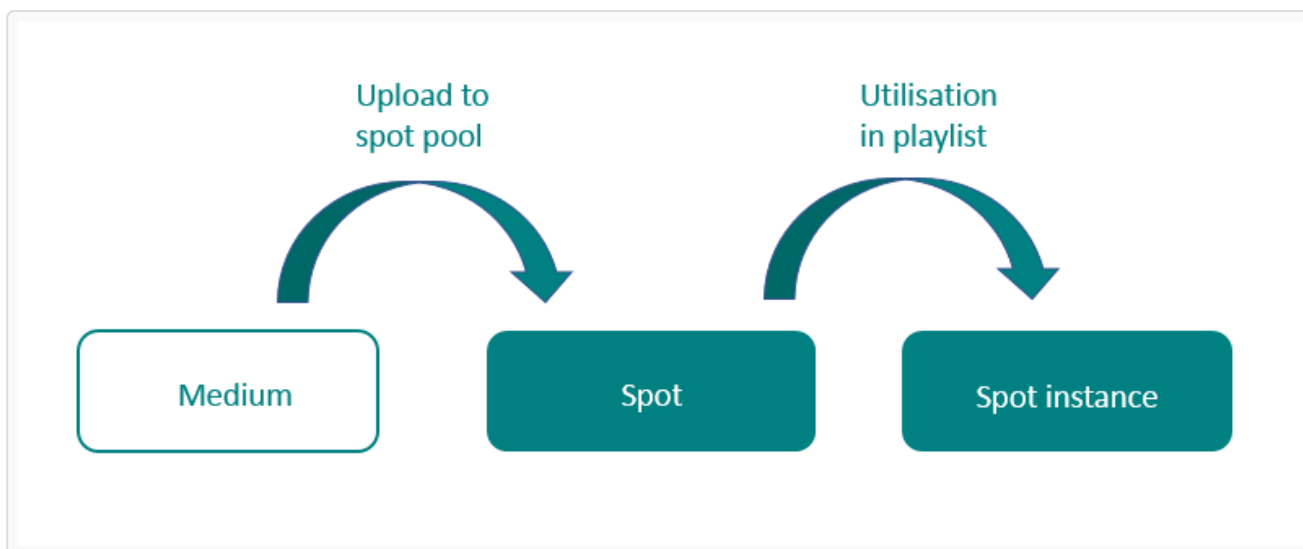 Upload to
spot pool
Utilisation
in playlist
Medium
Spot
Spot instance